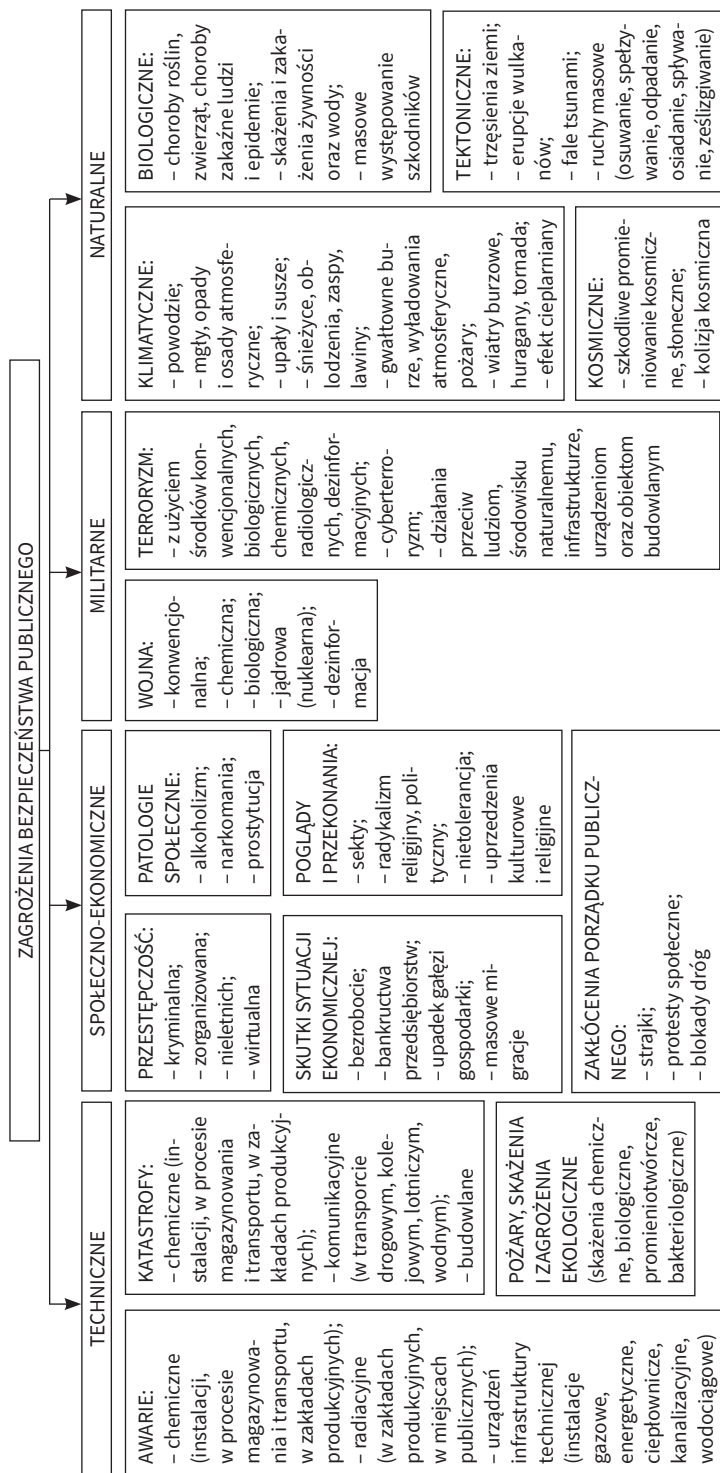 ZAGROŻENIA BEZPIECZEŃSTWA PUBLICZNEGO
TECHNICZNE
AWARIE:
– chemiczne
(instalacji,
w procesie
magazynowa-
nia i transportu,
w zakładach
produkcyjnych);
– radiacyjne
(w zakładach
produkcyjnych,
w miejscach
publicznych);
– urządzeń
infrastruktury
technicznej
(instalacje
gazowe,
energetyczne,
ciepłownicze,
kanalizacyjne,
wodociągowe)
KATASTROFY:
– chemiczne (in-
stalacji, w procesie
magazynowania
i transportu, w za-
kładach produkcyj-
nych);
– komunikacyjne
(w transporcie
drogowym, kole-
jowym, lotniczym,
wodnym);
– budowlane
POŻARY, SKAŻENIA
I ZAGROŻENIA
EKOLOGICZNE
(skażenia chemicz-
ne, biologiczne,
promieniotwórcze,
bakteriologiczne)
SPOŁECZNO-EKONOMICZNE
PRZESTĘPCZOŚĆ:
– kryminalna;
– zorganizowana;
– nieletnich;
– wirtualna
PATOLOGIE
SPOŁECZNE:
– alkoholizm;
– narkomania;
– prostytucja
SKUTKI SYTUACJI
EKONOMICZNEJ:
– bezrobocie;
– bankructwa
przedsiębiorstw;
– upadek gałęzi
gospodarki;
– masowe mi-
gracje
POGLĄDY
I PRZEKONANIA:
– sekty;
– radykalizm
religijny, poli-
tyczny;
– nietolerancja;
– uprzedzenia
kulturowe
i religijne
ZAKŁÓCENIA PORZĄDKU PUBLICZ-
NEGO:
– strajki;
– protesty społeczne;
– blokady dróg
MILITARNE
WOJNA:
– konwencjo-
nalna;
– chemiczna;
– biologiczna;
– jądrowa
(nuklearna);
– dezinfor-
macja
TERRORYZM:
– z użyciem
środków kon-
wencjonalnych,
biologicznych,
chemicznych,
radiologicz-
nych, dezinfor-
macyjnych;
– cyberterro-
ryzm;
– działania
przeciw
ludziom,
środowisku
naturalnemu,
infrastrukturze,
urządzeniom
oraz obiektom
budowlanym
NATURALNE
KLIMATYCZNE:
– powodzie;
– mgły, opady
i osady atmosfe-
ryczne;
– upały i susze;
– śnieżyce, ob-
lodzenia, zaspy,
lawiny;
– gwałtowne bu-
rze, wyładowania
atmosferyczne,
pożary;
– wiatry burzowe,
huragany, tornada;
– efekt cieplarniany
BIOLOGICZNE:
– choroby roślin,
zwierząt, choroby
zakaźne ludzi
i epidemie;
– skażenia i zaka-
żenia żywności
oraz wody;
– masowe
występowanie
szkodników
KOSMICZNE:
– szkodliwe promie-
niowanie kosmicz-
ne, słoneczne;
– kolizja kosmiczna
TEKTONICZNE:
– trzęsienia ziemi;
– erupcje wulka-
nów;
– fale tsunami;
– ruchy masowe
(osuwanie, spełzy-
wanie, odpadanie,
osiadanie, spływa-
nie, ześlizgiwanie)